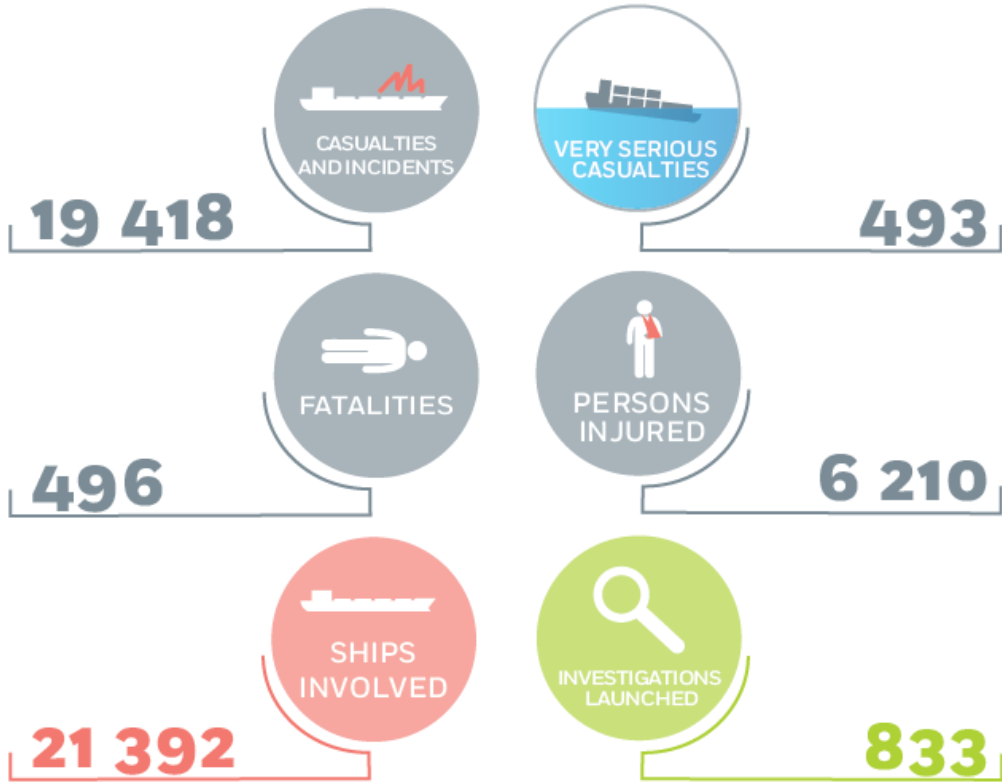 CASUALTIES
AND INCIDENTS
19 418
VERY SERIOUS
CASUALTIES
493
FATALITIES
496
PERSONS
INJURED
6 210
SHIPS
INVOLVED
21 392
INVESTIGATIONS
LAUNCHED
833